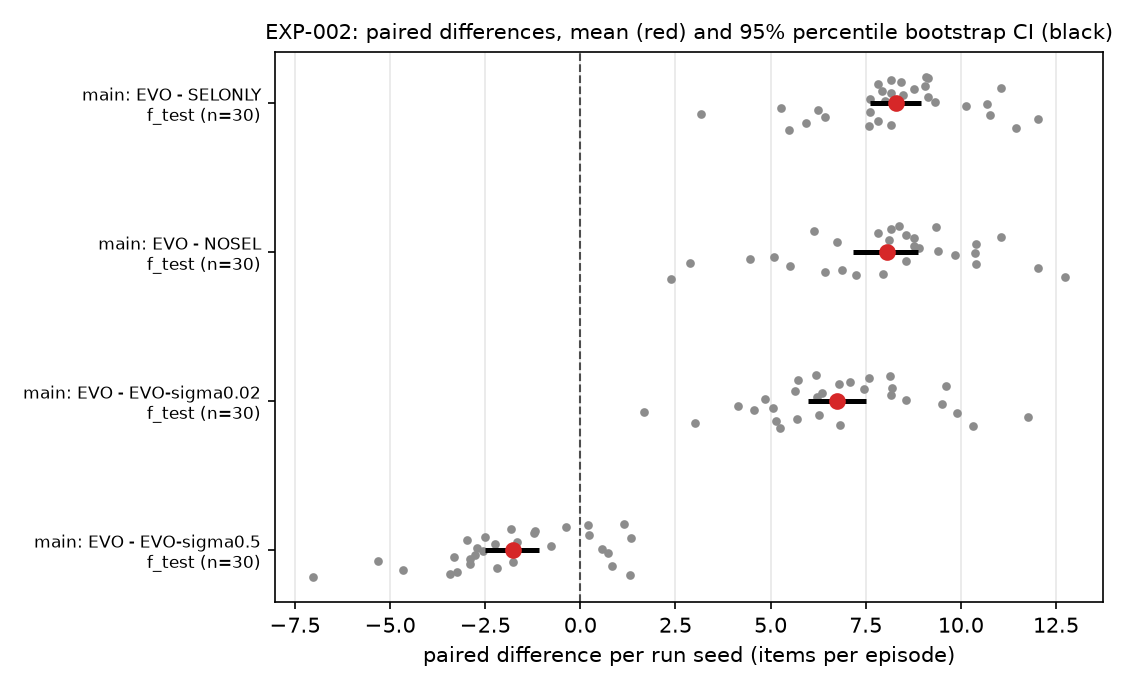 EXP-002: paired differences, mean (red) and 95% percentile bootstrap CI (black)
main: EVO - SELONLY
f_test (n=30)
main: EVO - NOSEL
f_test (n=30)
main: EVO - EVO-sigma0.02
f_test (n=30)
main: EVO - EVO-sigma0.5
f_test (n=30)
−7.5 −5.0 −2.5 0.0 2.5 5.0 7.5 10.0 12.5
paired difference per run seed (items per episode)